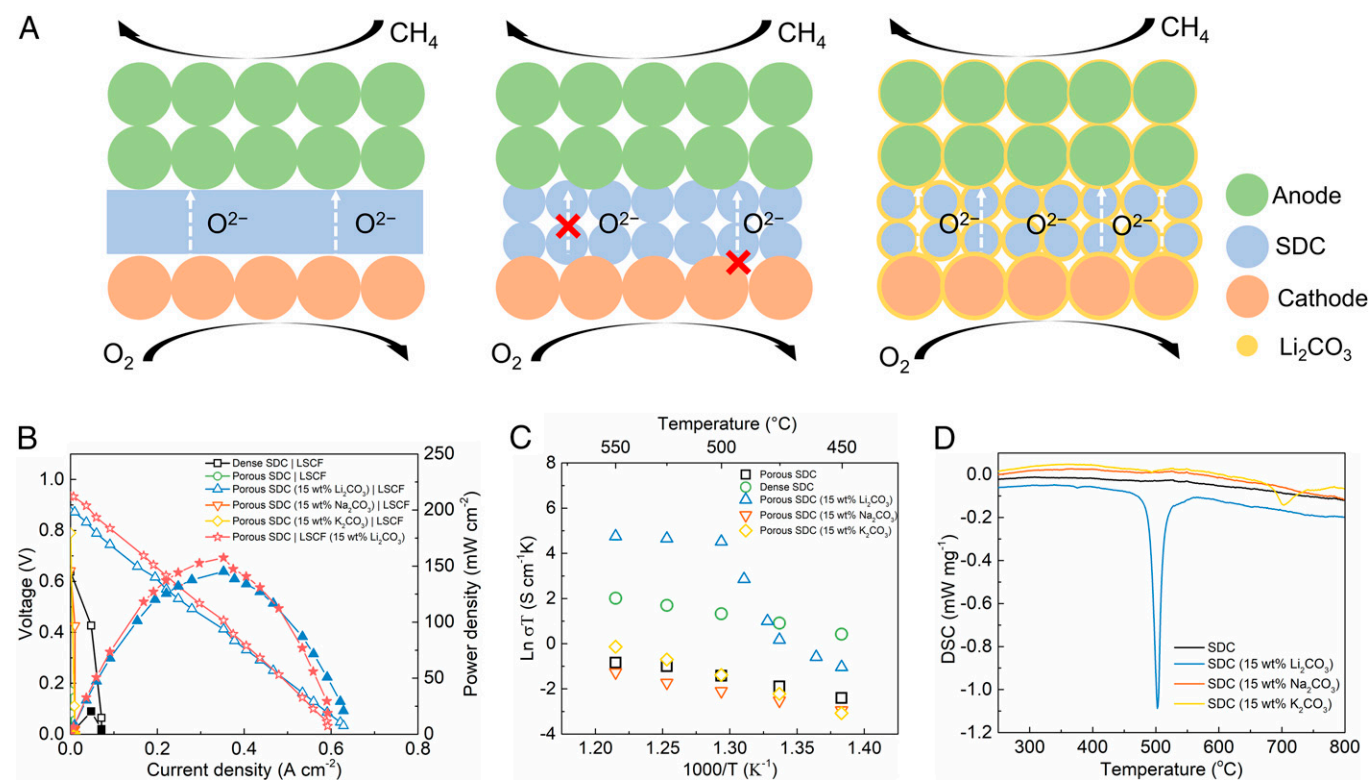 A
CH₄
CH₄
CH₄
O²⁻
O²⁻
O²⁻
O²⁻
O²⁻
O²⁻
O²⁻
O₂
O₂
O₂
Anode
SDC
Cathode
Li₂CO₃
B
Voltage (V)
1.0
0.8
0.6
0.4
0.2
0.0
0.0 0.2 0.4 0.6 0.8
Current density (A cm⁻²)
250
200
150
100
50
0
Power density (mW cm⁻²)
Dense SDC | LSCF
Porous SDC | LSCF
Porous SDC (15 wt% Li₂CO₃) | LSCF
Porous SDC (15 wt% Na₂CO₃) | LSCF
Porous SDC (15 wt% K₂CO₃) | LSCF
Porous SDC | LSCF (15 wt% Li₂CO₃)
C
Temperature (°C)
550 500 450
Ln σT (S cm⁻¹K)
8
6
4
2
0
−2
−4
1.20 1.25 1.30 1.35 1.40
1000/T (K⁻¹)
Porous SDC
Dense SDC
Porous SDC (15 wt% Li₂CO₃)
Porous SDC (15 wt% Na₂CO₃)
Porous SDC (15 wt% K₂CO₃)
D
DSC (mW mg⁻¹)
0.0
-0.2
-0.4
-0.6
-0.8
-1.0
-1.2
300 400 500 600 700 800
Temperature (°C)
SDC
SDC (15 wt% Li₂CO₃)
SDC (15 wt% Na₂CO₃)
SDC (15 wt% K₂CO₃)